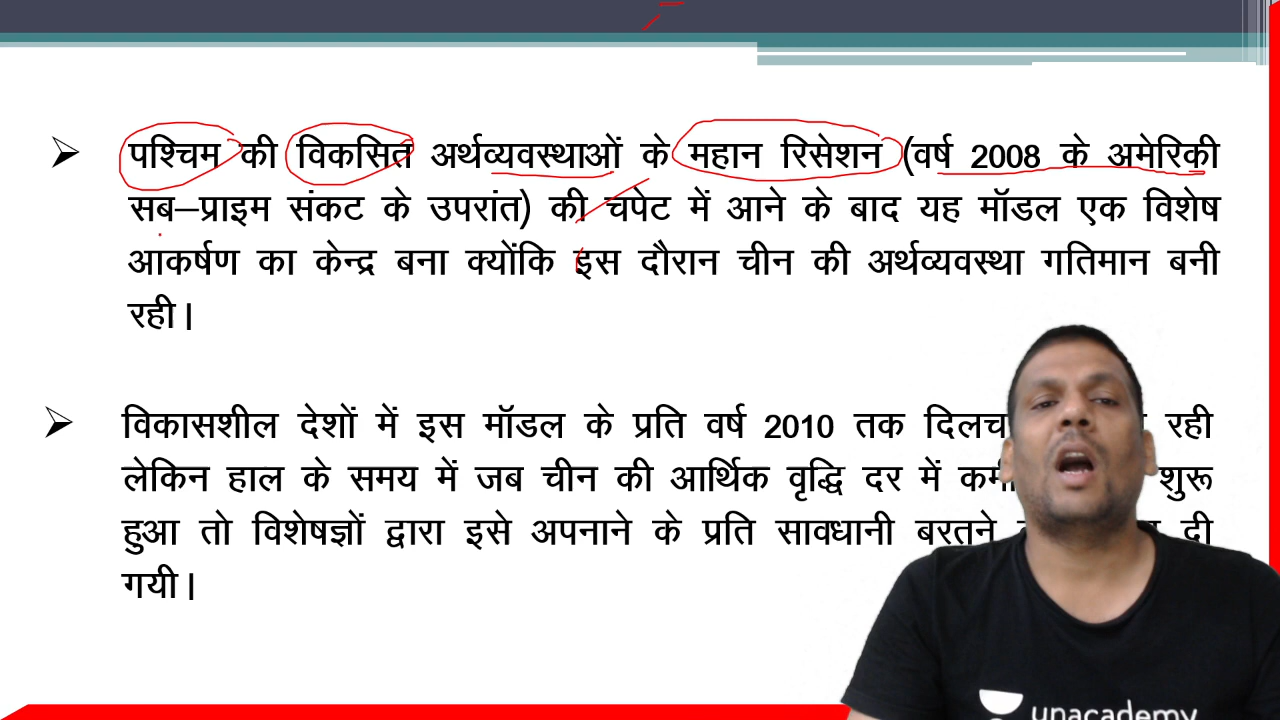 पश्चिम की विकसित अर्थव्यवस्थाओं के महान रिसेशन (वर्ष 2008 के अमेरिकी
सब–प्राइम संकट के उपरांत) की चपेट में आने के बाद यह मॉडल एक विशेष
आकर्षण का केन्द्र बना क्योंकि इस दौरान चीन की अर्थव्यवस्था गतिमान बनी
रही।
विकासशील देशों में इस मॉडल के प्रति वर्ष 2010 तक रही
लेकिन हाल के समय में जब चीन की आर्थिक वृद्धि दर में शुरू
हुआ तो विशेषज्ञों द्वारा इसे अपनाने के प्रति सावधानी बरतने दी
गयी।
unacademy